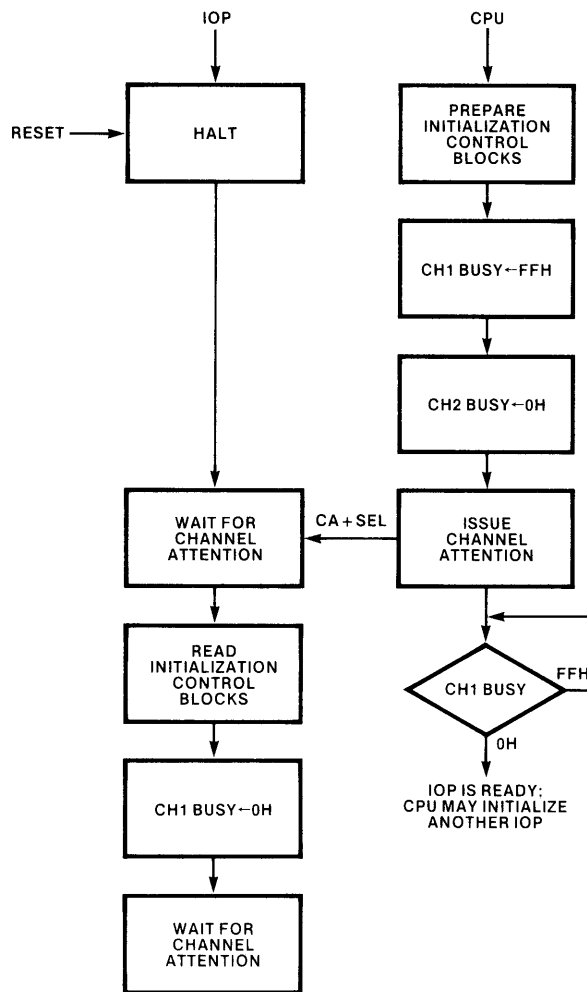 IOP
CPU
RESET
HALT
PREPARE
INITIALIZATION
CONTROL
BLOCKS
CH1 BUSY←FFH
CH2 BUSY←0H
WAIT FOR
CHANNEL
ATTENTION
CA + SEL
ISSUE
CHANNEL
ATTENTION
READ
INITIALIZATION
CONTROL
BLOCKS
CH1 BUSY
FFH
0H
CH1 BUSY←0H
IOP IS READY;
CPU MAY INITIALIZE
ANOTHER IOP
WAIT FOR
CHANNEL
ATTENTION